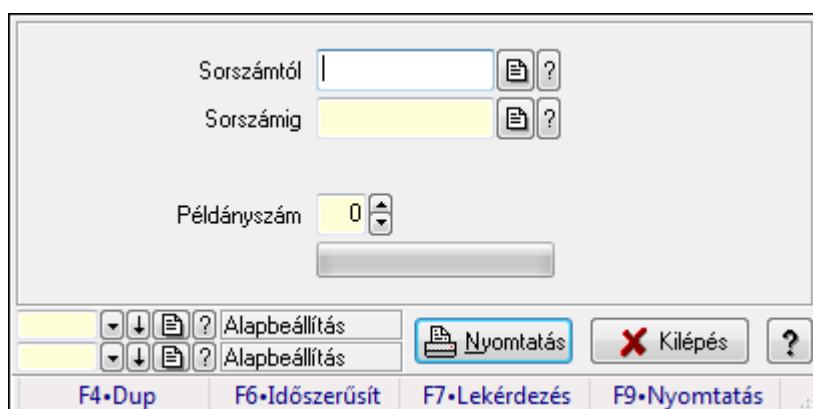 Sorszámtól ?
Sorszámig ?
Példányszám 0
? Alapbeállítás
? Alapbeállítás
Nyomtatás Kilépés ?
F4•Dup F6•Időszerűsít F7•Lekérdezés F9•Nyomtatás